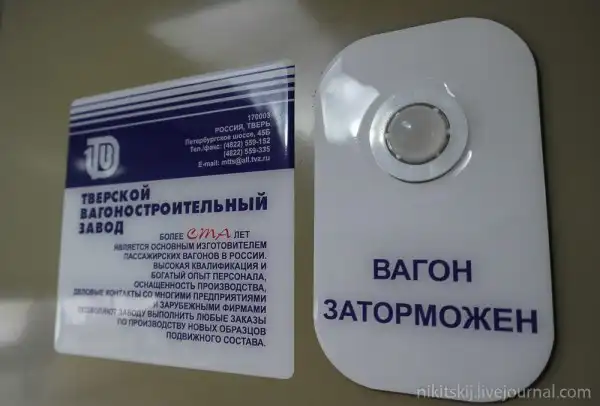 170003
РОССИЯ, ТВЕРЬ
Петербургское шоссе, 45Б
Тел./факс: (4822) 559-152
(4822) 559-335
E-mail: mtts@all.tvz.ru
ТВЕРСКОЙ
ВАГОНОСТРОИТЕЛЬНЫЙ
ЗАВОД
БОЛЕЕ СТА ЛЕТ
ЯВЛЯЕТСЯ ОСНОВНЫМ ИЗГОТОВИТЕЛЕМ
ПАССАЖИРСКИХ ВАГОНОВ В РОССИИ.
ВЫСОКАЯ КВАЛИФИКАЦИЯ И
БОГАТЫЙ ОПЫТ ПЕРСОНАЛА,
ОСНАЩЕННОСТЬ ПРОИЗВОДСТВА,
ДЕЛОВЫЕ КОНТАКТЫ СО МНОГИМИ ПРЕДПРИЯТИЯМИ
И ЗАРУБЕЖНЫМИ ФИРМАМИ
ПОЗВОЛЯЮТ ЗАВОДУ ВЫПОЛНИТЬ ЛЮБЫЕ ЗАКАЗЫ
ПО ПРОИЗВОДСТВУ НОВЫХ ОБРАЗЦОВ
ПОДВИЖНОГО СОСТАВА.
ВАГОН
ЗАТОРМОЖЕН
nikitskij.livejournal.com